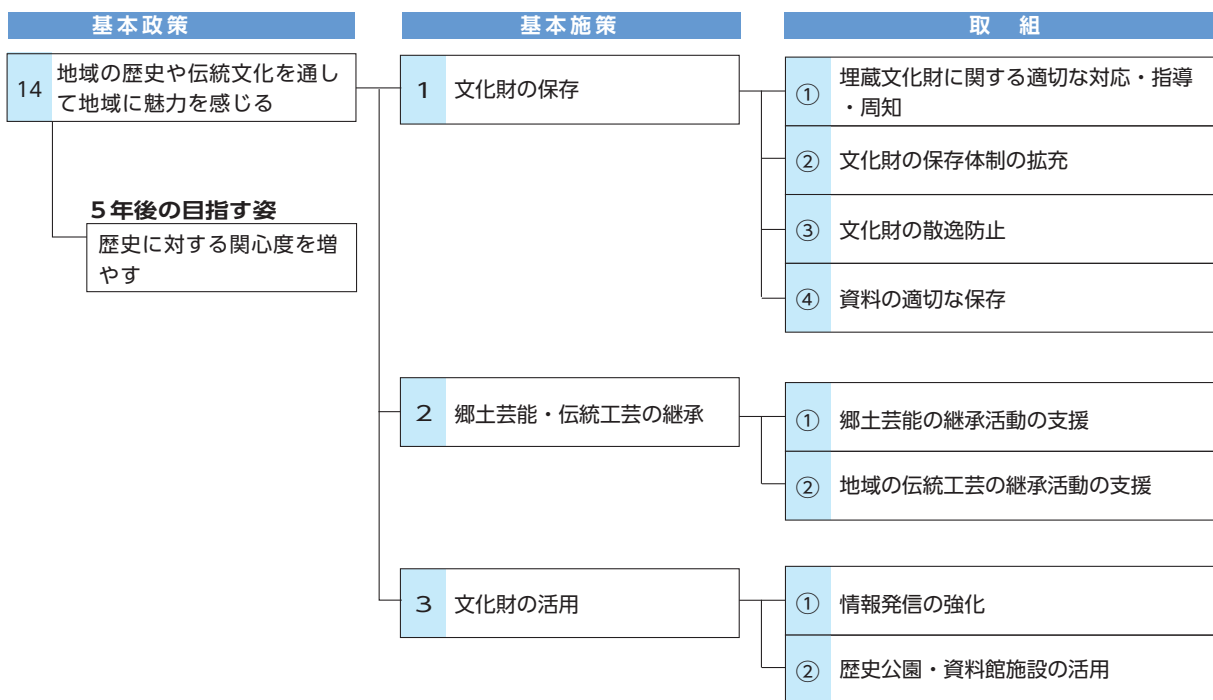 基本政策
基本施策
取 組
14 地域の歴史や伝統文化を通し
て地域に魅力を感じる
5年後の目指す姿
歴史に対する関心度を増
やす
1 文化財の保存
① 埋蔵文化財に関する適切な対応・指導
・周知
② 文化財の保存体制の拡充
③ 文化財の散逸防止
④ 資料の適切な保存
2 郷土芸能・伝統工芸の継承
① 郷土芸能の継承活動の支援
② 地域の伝統工芸の継承活動の支援
3 文化財の活用
① 情報発信の強化
② 歴史公園・資料館施設の活用